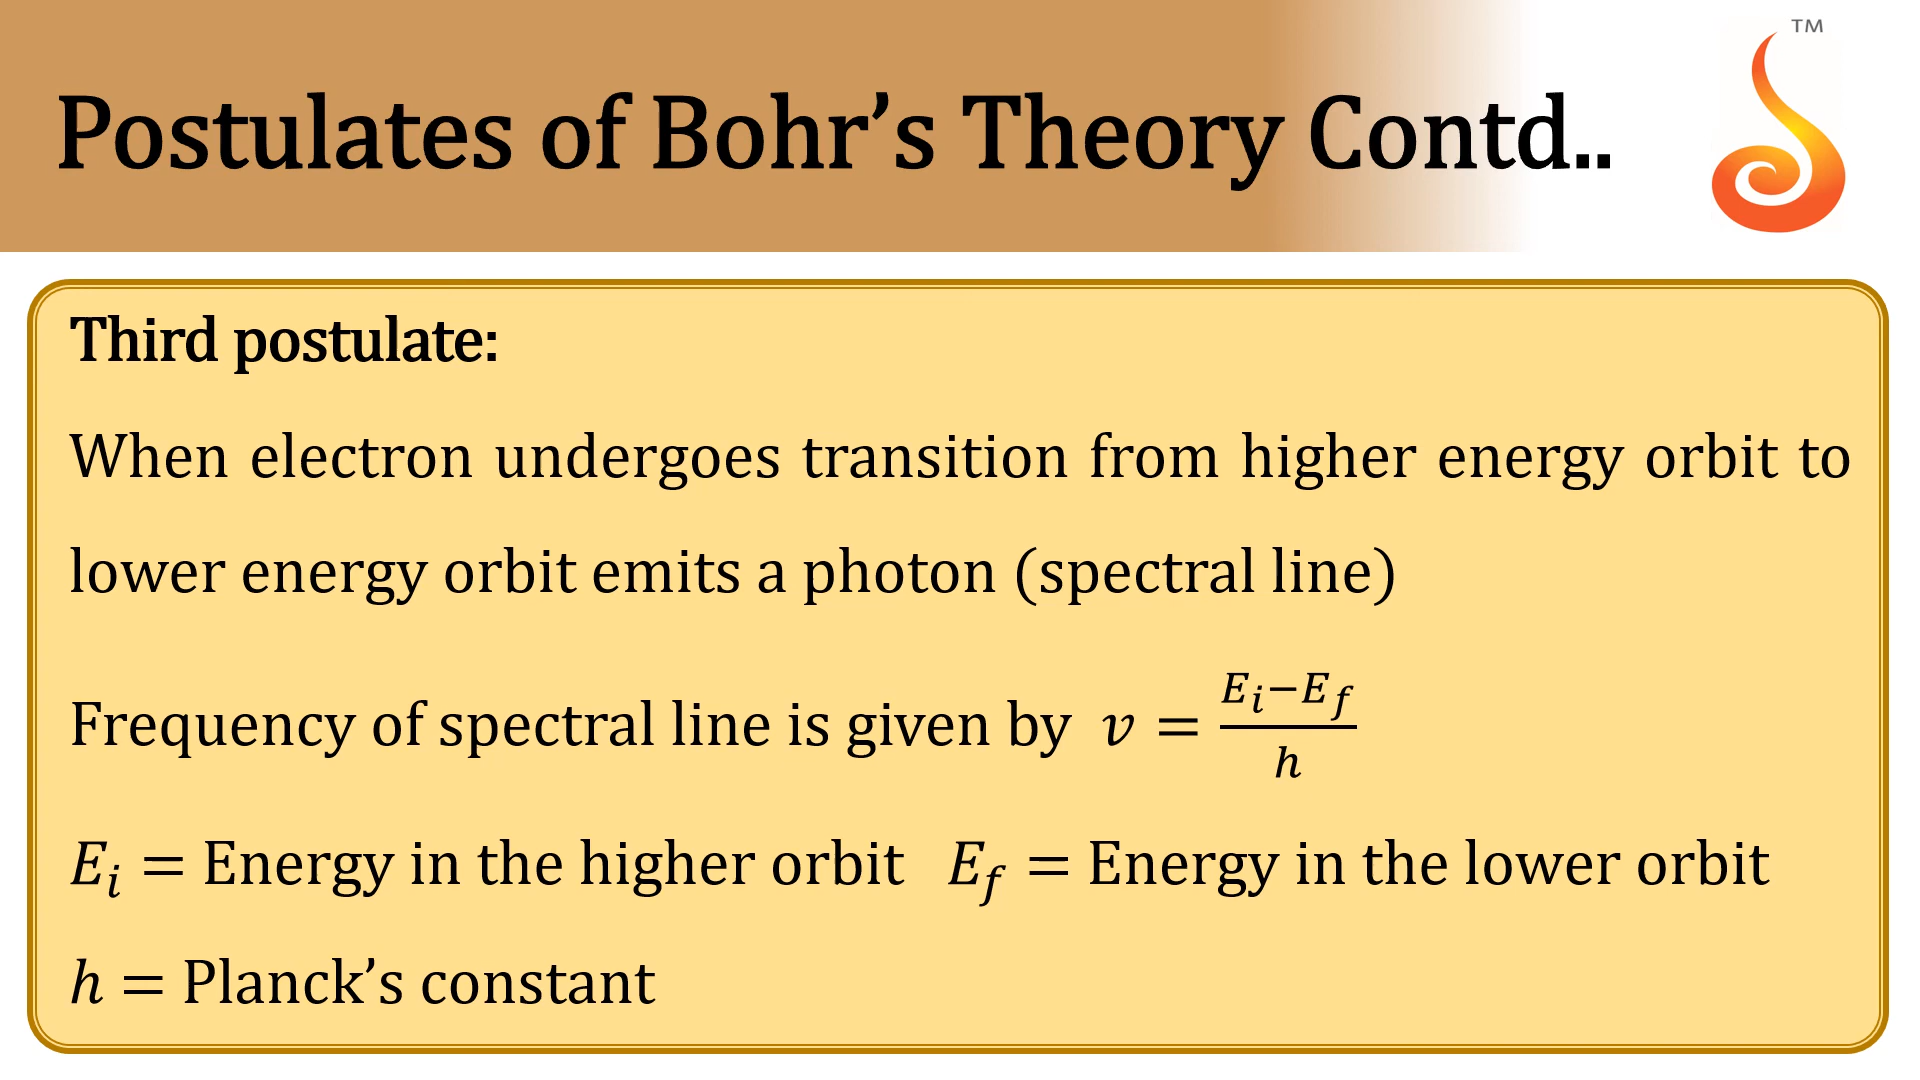 TM
Postulates of Bohr’s Theory Contd..
Third postulate:
When electron undergoes transition from higher energy orbit to
lower energy orbit emits a photon (spectral line)
Frequency of spectral line is given by 𝑣 = (𝐸ᵢ−𝐸_𝑓)/ℎ
𝐸ᵢ = Energy in the higher orbit 𝐸_𝑓 = Energy in the lower orbit
ℎ = Planck’s constant